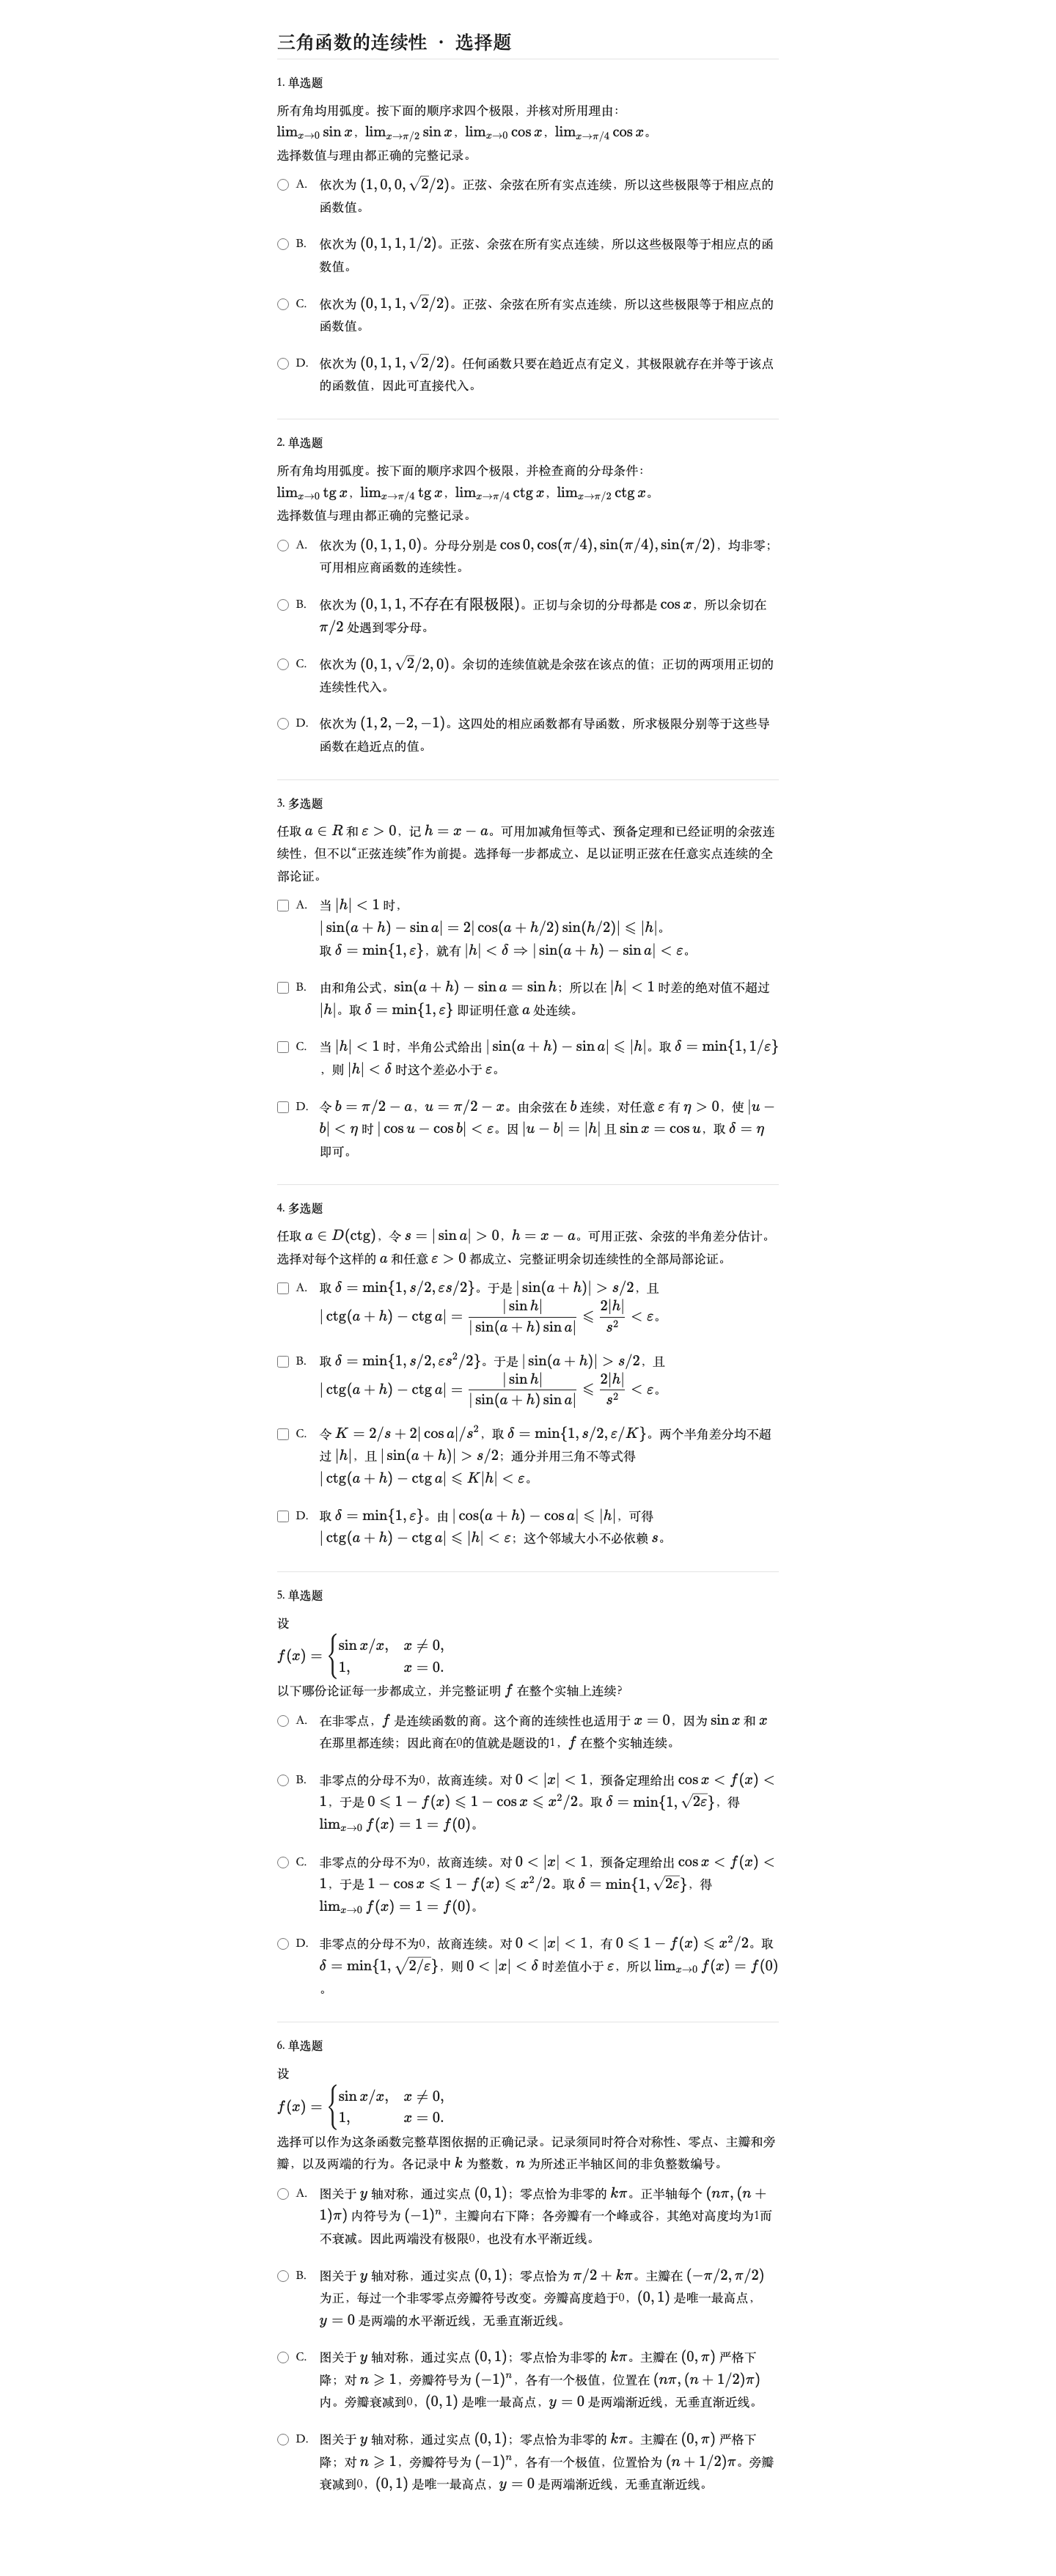 三角函数的连续性 · 选择题
1. 单选题
所有角均用弧度。按下面的顺序求四个极限，并核对所用理由：
lim_{x→0} sin x，lim_{x→π/2} sin x，lim_{x→0} cos x，lim_{x→π/4} cos x。
选择数值与理由都正确的完整记录。
A. 依次为 (1, 0, 0, √2/2)。正弦、余弦在所有实点连续，所以这些极限等于相应点的
函数值。
B. 依次为 (0, 1, 1, 1/2)。正弦、余弦在所有实点连续，所以这些极限等于相应点的函
数值。
C. 依次为 (0, 1, 1, √2/2)。正弦、余弦在所有实点连续，所以这些极限等于相应点的
函数值。
D. 依次为 (0, 1, 1, √2/2)。任何函数只要在趋近点有定义，其极限就存在并等于该点
的函数值，因此可直接代入。
2. 单选题
所有角均用弧度。按下面的顺序求四个极限，并检查商的分母条件：
lim_{x→0} tg x，lim_{x→π/4} tg x，lim_{x→π/4} ctg x，lim_{x→π/2} ctg x。
选择数值与理由都正确的完整记录。
A. 依次为 (0, 1, 1, 0)。分母分别是 cos 0, cos(π/4), sin(π/4), sin(π/2)，均非零；
可用相应商函数的连续性。
B. 依次为 (0, 1, 1, 不存在有限极限)。正切与余切的分母都是 cos x，所以余切在
π/2 处遇到零分母。
C. 依次为 (0, 1, √2/2, 0)。余切的连续值就是余弦在该点的值；正切的两项用正切的
连续性代入。
D. 依次为 (1, 2, −2, −1)。这四处的相应函数都有导函数，所求极限分别等于这些导
函数在趋近点的值。
3. 多选题
任取 a ∈ R 和 ε > 0，记 h = x − a。可用加减角恒等式、预备定理和已经证明的余弦连
续性，但不以“正弦连续”作为前提。选择每一步都成立、足以证明正弦在任意实点连续的全
部论证。
A. 当 |h| < 1 时，
| sin(a + h) − sin a| = 2| cos(a + h/2) sin(h/2)| ⩽ |h|。
取 δ = min{1, ε}，就有 |h| < δ ⇒ | sin(a + h) − sin a| < ε。
B. 由和角公式，sin(a + h) − sin a = sin h；所以在 |h| < 1 时差的绝对值不超过
|h|。取 δ = min{1, ε} 即证明任意 a 处连续。
C. 当 |h| < 1 时，半角公式给出 | sin(a + h) − sin a| ⩽ |h|。取 δ = min{1, 1/ε}
，则 |h| < δ 时这个差必小于 ε。
D. 令 b = π/2 − a，u = π/2 − x。由余弦在 b 连续，对任意 ε 有 η > 0，使 |u −
b| < η 时 | cos u − cos b| < ε。因 |u − b| = |h| 且 sin x = cos u，取 δ = η
即可。
4. 多选题
任取 a ∈ D(ctg)，令 s = | sin a| > 0，h = x − a。可用正弦、余弦的半角差分估计。
选择对每个这样的 a 和任意 ε > 0 都成立、完整证明余切连续性的全部局部论证。
A. 取 δ = min{1, s/2, εs/2}。于是 | sin(a + h)| > s/2，且
| ctg(a + h) − ctg a| = | sin h| / | sin(a + h) sin a| ⩽ 2|h| / s² < ε。
B. 取 δ = min{1, s/2, εs²/2}。于是 | sin(a + h)| > s/2，且
| ctg(a + h) − ctg a| = | sin h| / | sin(a + h) sin a| ⩽ 2|h| / s² < ε。
C. 令 K = 2/s + 2| cos a|/s²，取 δ = min{1, s/2, ε/K}。两个半角差分均不超
过 |h|，且 | sin(a + h)| > s/2；通分并用三角不等式得
| ctg(a + h) − ctg a| ⩽ K|h| < ε。
D. 取 δ = min{1, ε}。由 | cos(a + h) − cos a| ⩽ |h|，可得
| ctg(a + h) − ctg a| ⩽ |h| < ε；这个邻域大小不必依赖 s。
5. 单选题
设
f(x) = { sin x/x, x ≠ 0,
1, x = 0.
以下哪份论证每一步都成立，并完整证明 f 在整个实轴上连续？
A. 在非零点，f 是连续函数的商。这个商的连续性也适用于 x = 0，因为 sin x 和 x
在那里都连续；因此商在0的值就是题设的1，f 在整个实轴连续。
B. 非零点的分母不为0，故商连续。对 0 < |x| < 1，预备定理给出 cos x < f(x) <
1，于是 0 ⩽ 1 − f(x) ⩽ 1 − cos x ⩽ x²/2。取 δ = min{1, √2ε}，得
lim_{x→0} f(x) = 1 = f(0)。
C. 非零点的分母不为0，故商连续。对 0 < |x| < 1，预备定理给出 cos x < f(x) <
1，于是 1 − cos x ⩽ 1 − f(x) ⩽ x²/2。取 δ = min{1, √2ε}，得
lim_{x→0} f(x) = 1 = f(0)。
D. 非零点的分母不为0，故商连续。对 0 < |x| < 1，有 0 ⩽ 1 − f(x) ⩽ x²/2。取
δ = min{1, √2/ε}，则 0 < |x| < δ 时差值小于 ε，所以 lim_{x→0} f(x) = f(0)
。
6. 单选题
设
f(x) = { sin x/x, x ≠ 0,
1, x = 0.
选择可以作为这条函数完整草图依据的正确记录。记录须同时符合对称性、零点、主瓣和旁
瓣，以及两端的行为。各记录中 k 为整数，n 为所述正半轴区间的非负整数编号。
A. 图关于 y 轴对称，通过实点 (0, 1)；零点恰为非零的 kπ。正半轴每个 (nπ, (n +
1)π) 内符号为 (−1)ⁿ，主瓣向右下降；各旁瓣有一个峰或谷，其绝对高度均为1而
不衰减。因此两端没有极限0，也没有水平渐近线。
B. 图关于 y 轴对称，通过实点 (0, 1)；零点恰为 π/2 + kπ。主瓣在 (−π/2, π/2)
为正，每过一个非零零点旁瓣符号改变。旁瓣高度趋于0，(0, 1) 是唯一最高点，
y = 0 是两端的水平渐近线，无垂直渐近线。
C. 图关于 y 轴对称，通过实点 (0, 1)；零点恰为非零的 kπ。主瓣在 (0, π) 严格下
降；对 n ⩾ 1，旁瓣符号为 (−1)ⁿ，各有一个极值，位置在 (nπ, (n + 1/2)π)
内。旁瓣衰减到0，(0, 1) 是唯一最高点，y = 0 是两端渐近线，无垂直渐近线。
D. 图关于 y 轴对称，通过实点 (0, 1)；零点恰为非零的 kπ。主瓣在 (0, π) 严格下
降；对 n ⩾ 1，旁瓣符号为 (−1)ⁿ，各有一个极值，位置恰为 (n + 1/2)π。旁瓣
衰减到0，(0, 1) 是唯一最高点，y = 0 是两端渐近线，无垂直渐近线。